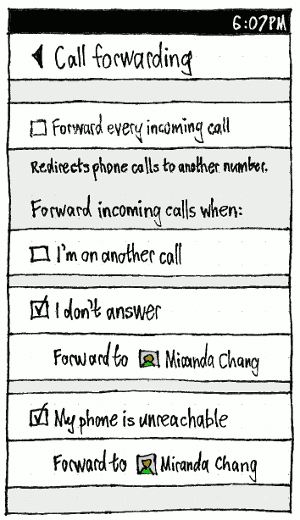 6:07PM
Call forwarding
Forward every incoming call
Redirects phone calls to another number.
Forward incoming calls when:
I'm on another call
I don't answer
Forward to Miranda Chang
My phone is unreachable
Forward to Miranda Chang